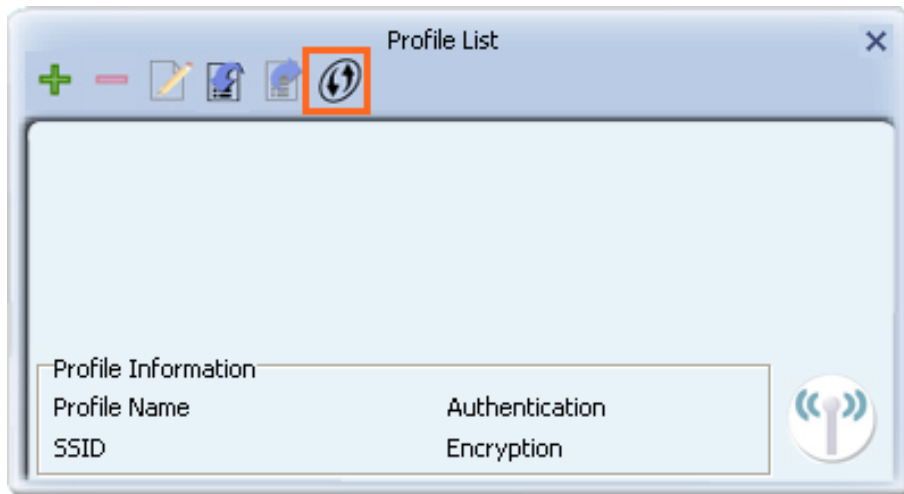 Profile List
Profile Information
Profile Name Authentication
SSID Encryption